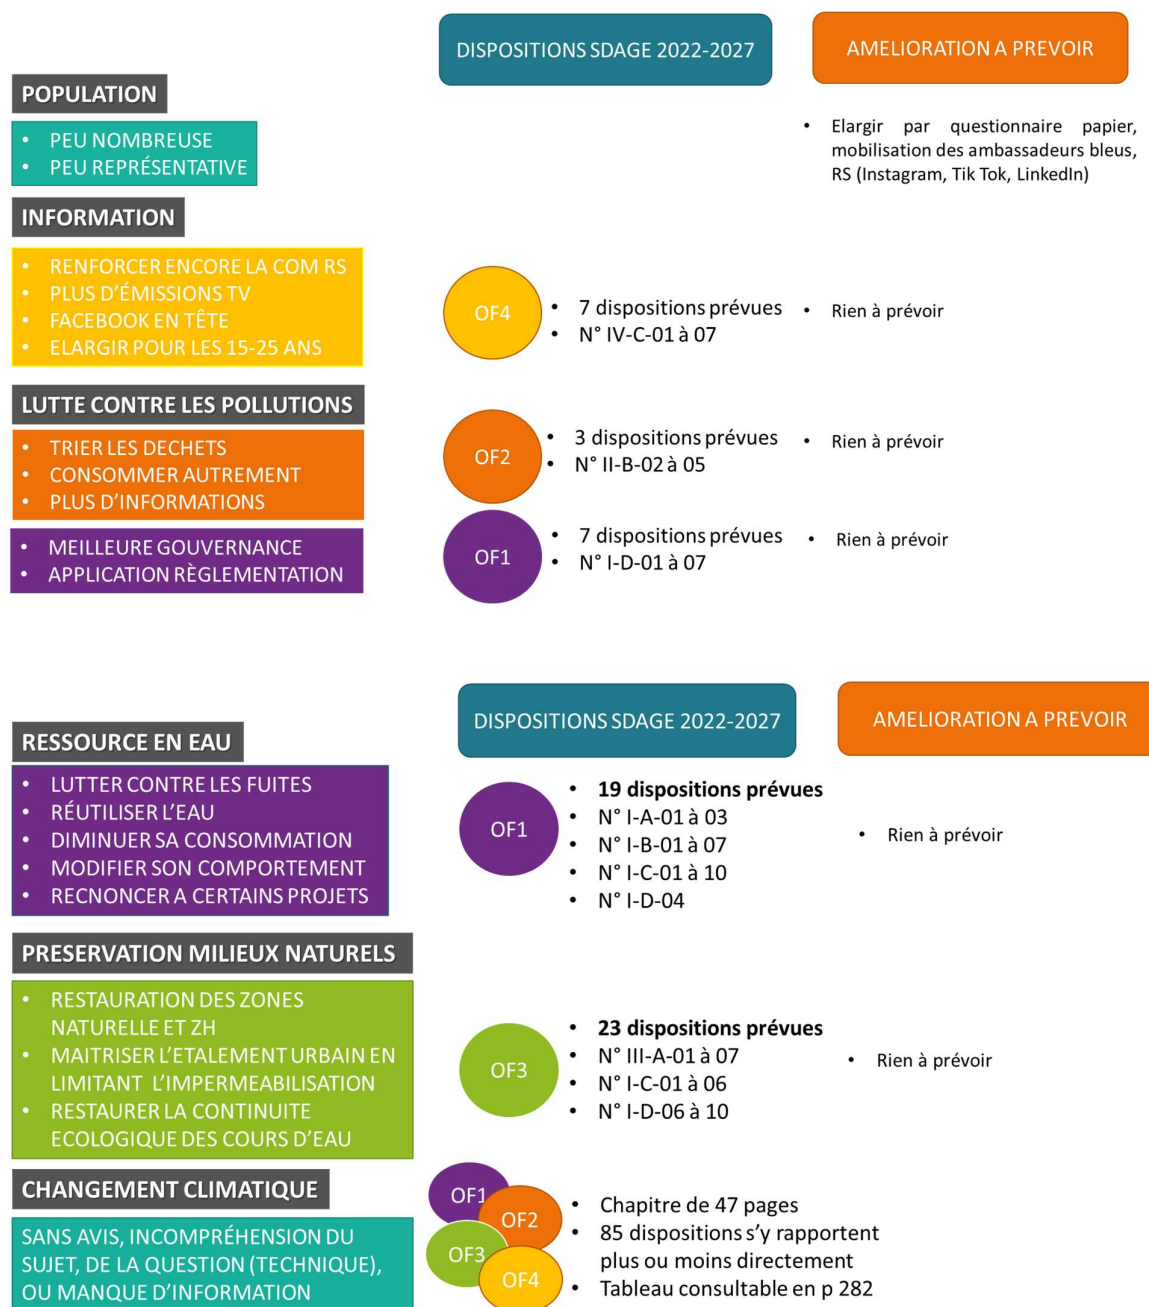 DISPOSITIONS SDAGE 2022-2027
AMELIORATION A PREVOIR
POPULATION
• PEU NOMBREUSE
• PEU REPRÉSENTATIVE
• Elargir par questionnaire papier,
mobilisation des ambassadeurs bleus,
RS (Instagram, Tik Tok, LinkedIn)
INFORMATION
• RENFORCER ENCORE LA COM RS
• PLUS D'ÉMISSIONS TV
• FACEBOOK EN TÊTE
• ELARGIR POUR LES 15-25 ANS
OF4
• 7 dispositions prévues
• N° IV-C-01 à 07
• Rien à prévoir
LUTTE CONTRE LES POLLUTIONS
• TRIER LES DECHETS
• CONSOMMER AUTREMENT
• PLUS D'INFORMATIONS
OF2
• 3 dispositions prévues
• N° II-B-02 à 05
• Rien à prévoir
• MEILLEURE GOUVERNANCE
• APPLICATION RÈGLEMENTATION
OF1
• 7 dispositions prévues
• N° I-D-01 à 07
• Rien à prévoir
DISPOSITIONS SDAGE 2022-2027
AMELIORATION A PREVOIR
RESSOURCE EN EAU
• LUTTER CONTRE LES FUITES
• RÉUTILISER L'EAU
• DIMINUER SA CONSOMMATION
• MODIFIER SON COMPORTEMENT
• RECNONCER A CERTAINS PROJETS
OF1
• 19 dispositions prévues
• N° I-A-01 à 03
• N° I-B-01 à 07
• N° I-C-01 à 10
• N° I-D-04
• Rien à prévoir
PRESERVATION MILIEUX NATURELS
• RESTAURATION DES ZONES
NATURELLE ET ZH
• MAITRISER L'ETALEMENT URBAIN EN
LIMITANT L'IMPERMEABILISATION
• RESTAURER LA CONTINUITE
ECOLOGIQUE DES COURS D'EAU
OF3
• 23 dispositions prévues
• N° III-A-01 à 07
• N° I-C-01 à 06
• N° I-D-06 à 10
• Rien à prévoir
CHANGEMENT CLIMATIQUE
SANS AVIS, INCOMPRÉHENSION DU
SUJET, DE LA QUESTION (TECHNIQUE),
OU MANQUE D'INFORMATION
OF1
OF2
OF3
OF4
• Chapitre de 47 pages
• 85 dispositions s'y rapportent
plus ou moins directement
• Tableau consultable en p 282